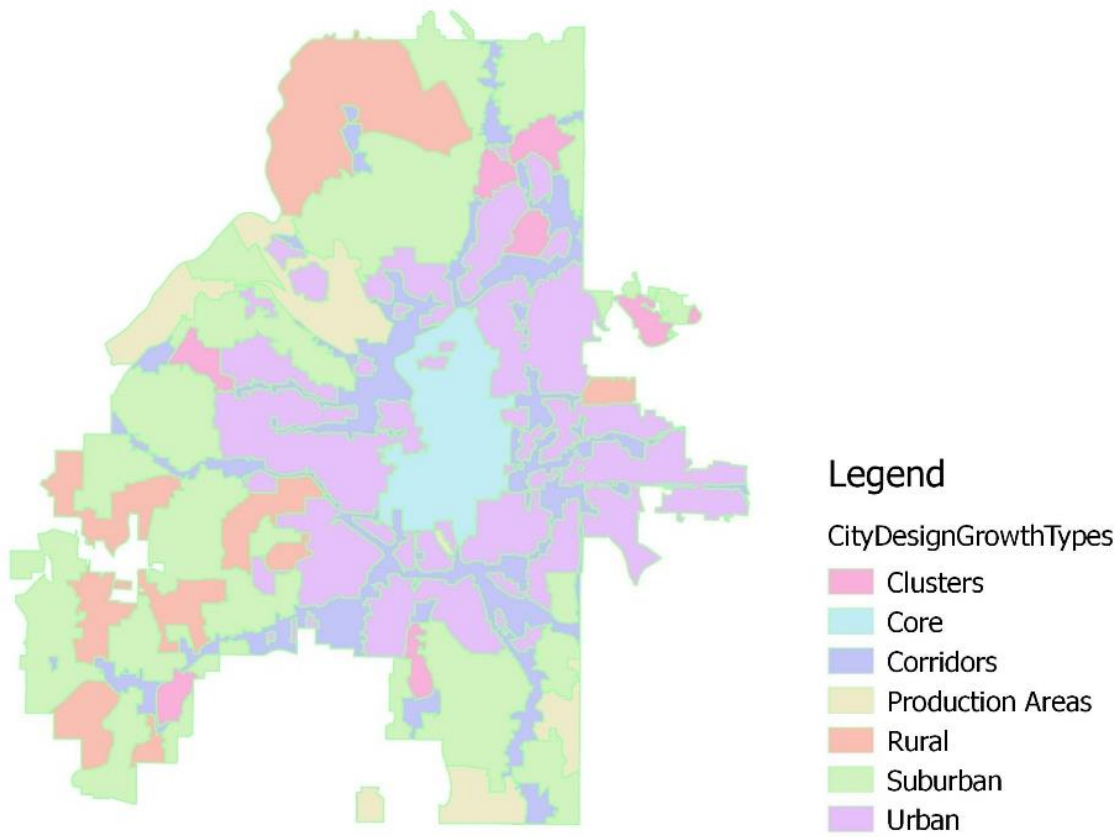 Legend
CityDesignGrowthTypes
Clusters
Core
Corridors
Production Areas
Rural
Suburban
Urban